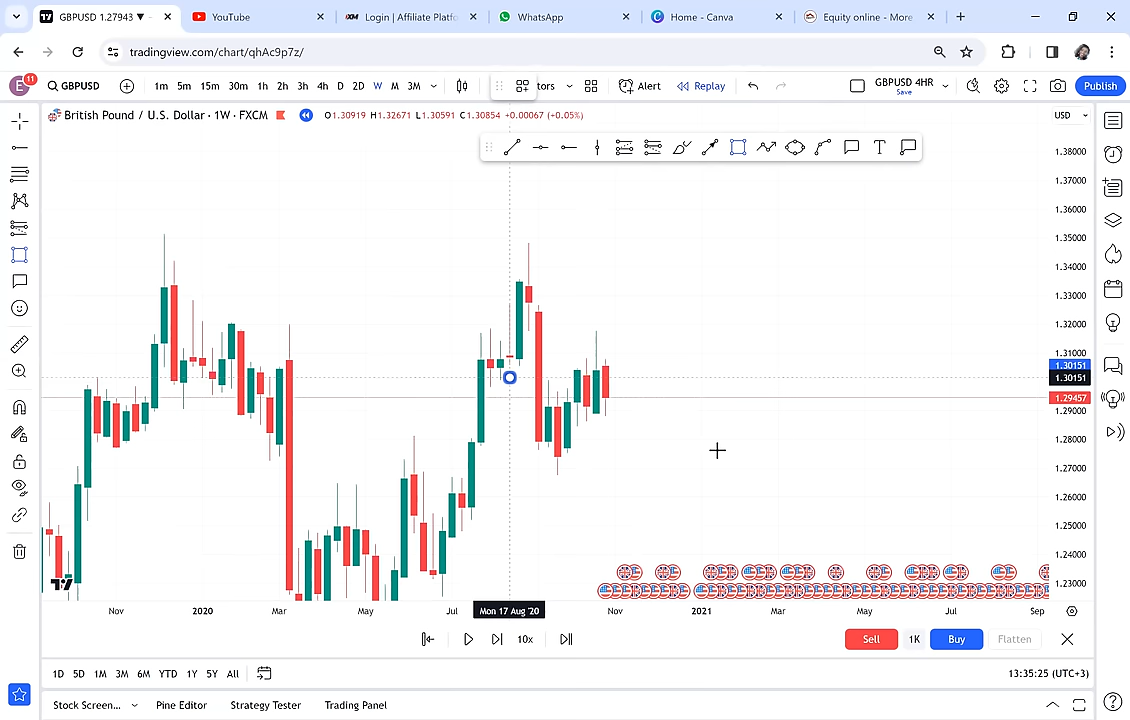 GBPUSD 1.27943 ▼
YouTube
XM Login | Affiliate Platfo
WhatsApp
Home - Canva
Equity online - More
tradingview.com/chart/qhAc9p7z/
E 11
GBPUSD
1m 5m 15m 30m 1h 2h 3h 4h D 2D W M 3M
tors
Alert
Replay
GBPUSD 4HR
Save
Publish
British Pound / U.S. Dollar · 1W · FXCM
O1.30919 H1.32671 L1.30591 C1.30854 +0.00067 (+0.05%)
USD
1.38000
1.37000
1.36000
1.35000
1.34000
1.33000
1.32000
1.31000
1.30151
1.30151
1.29457
1.29000
1.28000
1.27000
1.26000
1.25000
1.24000
1.23000
Nov 2020 Mar May Jul Mon 17 Aug '20 Nov 2021 Mar May Jul Sep
10x
Sell 1K Buy Flatten
1D 5D 1M 3M 6M YTD 1Y 5Y All
13:35:25 (UTC+3)
Stock Screen... Pine Editor Strategy Tester Trading Panel